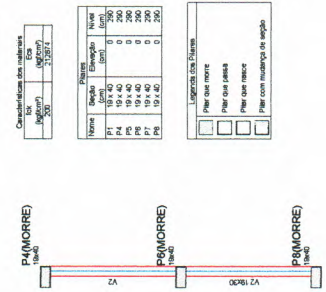 Características dos materiais
fck Ecs
(kgf/cm²) (kgf/cm²)
200 212874
Pilares
Nome Seção Elevação Nível
(cm) (cm) (cm)
P1 19 x 40 0 290
P4 19 x 40 0 290
P5 19 x 40 0 290
P6 19 x 40 0 290
P7 19 x 40 0 290
P8 19 x 40 0 290
Legenda dos Pilares
Pilar que morre
Pilar que passa
Pilar que nasce
Pilar com mudança de seção
P4(MORRE)
19x40
V2
P6(MORRE)
19x40
V2 19x30
P8(MORRE)
19x40